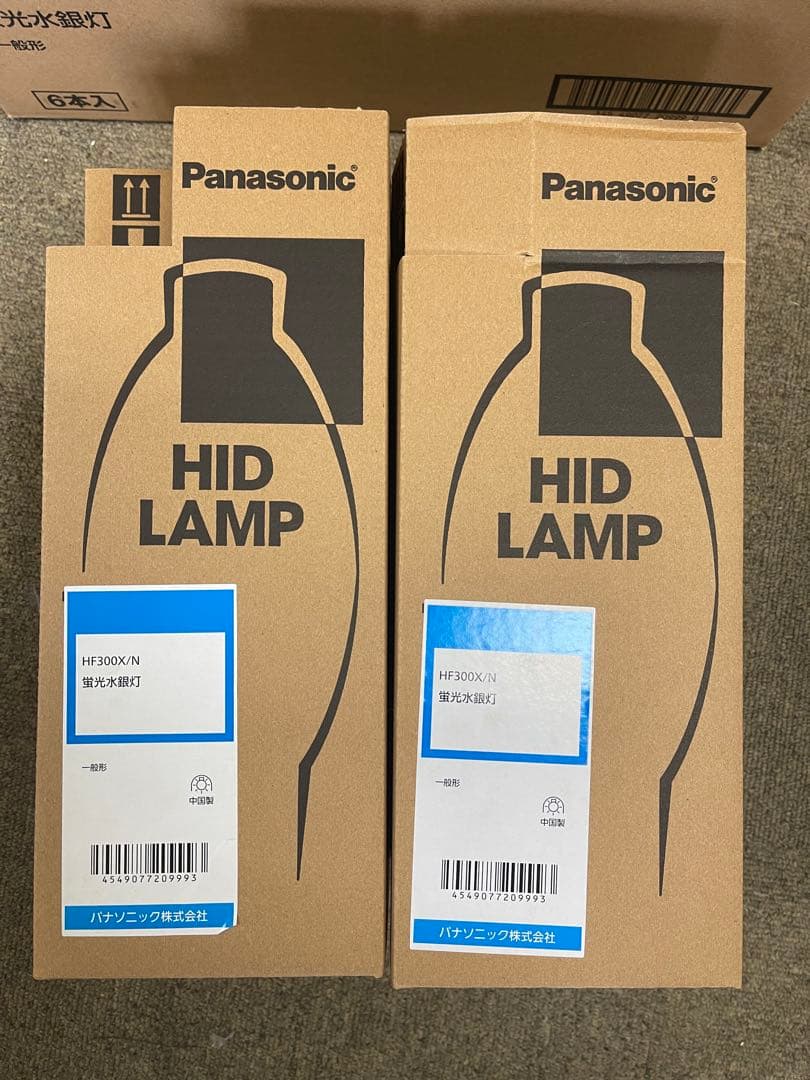 光水銀灯
一般形
6本入
Panasonic®
HID
LAMP
HF300X/N
蛍光水銀灯
一般形
中国製
4549077209993
パナソニック株式会社
Panasonic®
HID
LAMP
HF300X/N
蛍光水銀灯
一般形
中国製
4549077209993
パナソニック株式会社